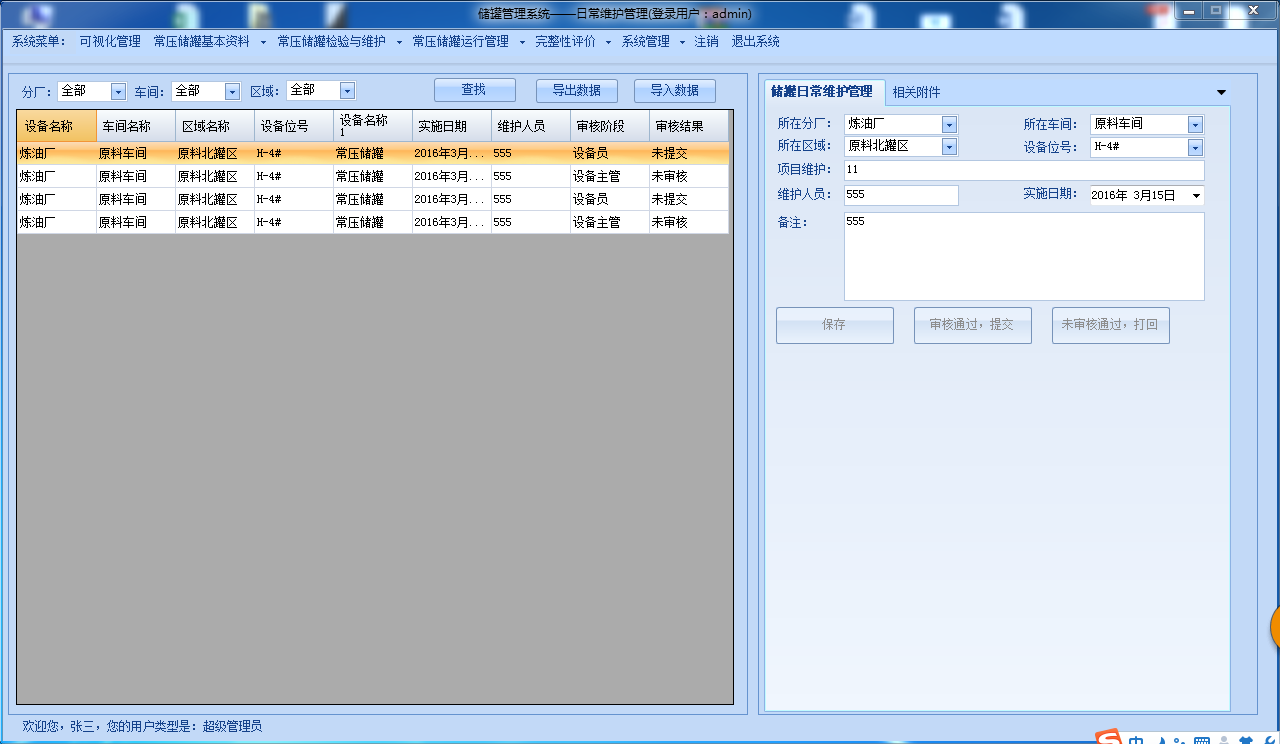 储罐管理系统——日常维护管理(登录用户：admin)
系统菜单： 可视化管理 常压储罐基本资料 常压储罐检验与维护 常压储罐运行管理 完整性评价 系统管理 注销 退出系统
分厂： 全部 车间： 全部 区域： 全部 查找 导出数据 导入数据
设备名称 车间名称 区域名称 设备位号 设备名称1 实施日期 维护人员 审核阶段 审核结果
炼油厂 原料车间 原料北罐区 H-4# 常压储罐 2016年3月... 555 设备员 未提交
炼油厂 原料车间 原料北罐区 H-4# 常压储罐 2016年3月... 555 设备主管 未审核
炼油厂 原料车间 原料北罐区 H-4# 常压储罐 2016年3月... 555 设备员 未提交
炼油厂 原料车间 原料北罐区 H-4# 常压储罐 2016年3月... 555 设备主管 未审核
储罐日常维护管理 相关附件
所在分厂： 炼油厂 所在车间： 原料车间
所在区域： 原料北罐区 设备位号： H-4#
项目维护： 11
维护人员： 555 实施日期： 2016年 3月15日
备注： 555
保存 审核通过，提交 未审核通过，打回
欢迎您，张三，您的用户类型是：超级管理员
中